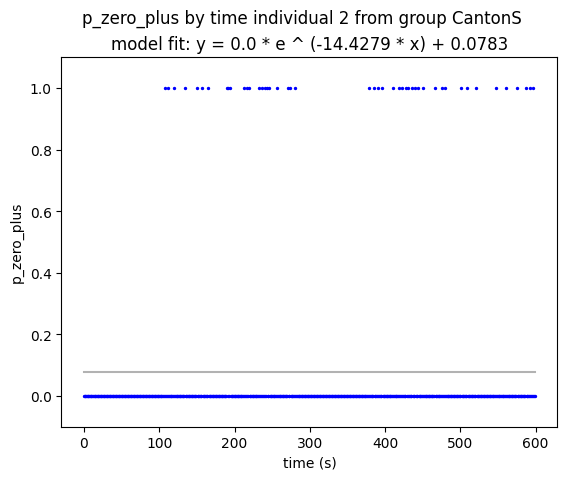 p_zero_plus by time individual 2 from group CantonS
model fit: y = 0.0 * e ^ (-14.4279 * x) + 0.0783
1.0
0.8
0.6
0.4
0.2
0.0
p_zero_plus
0 100 200 300 400 500 600
time (s)